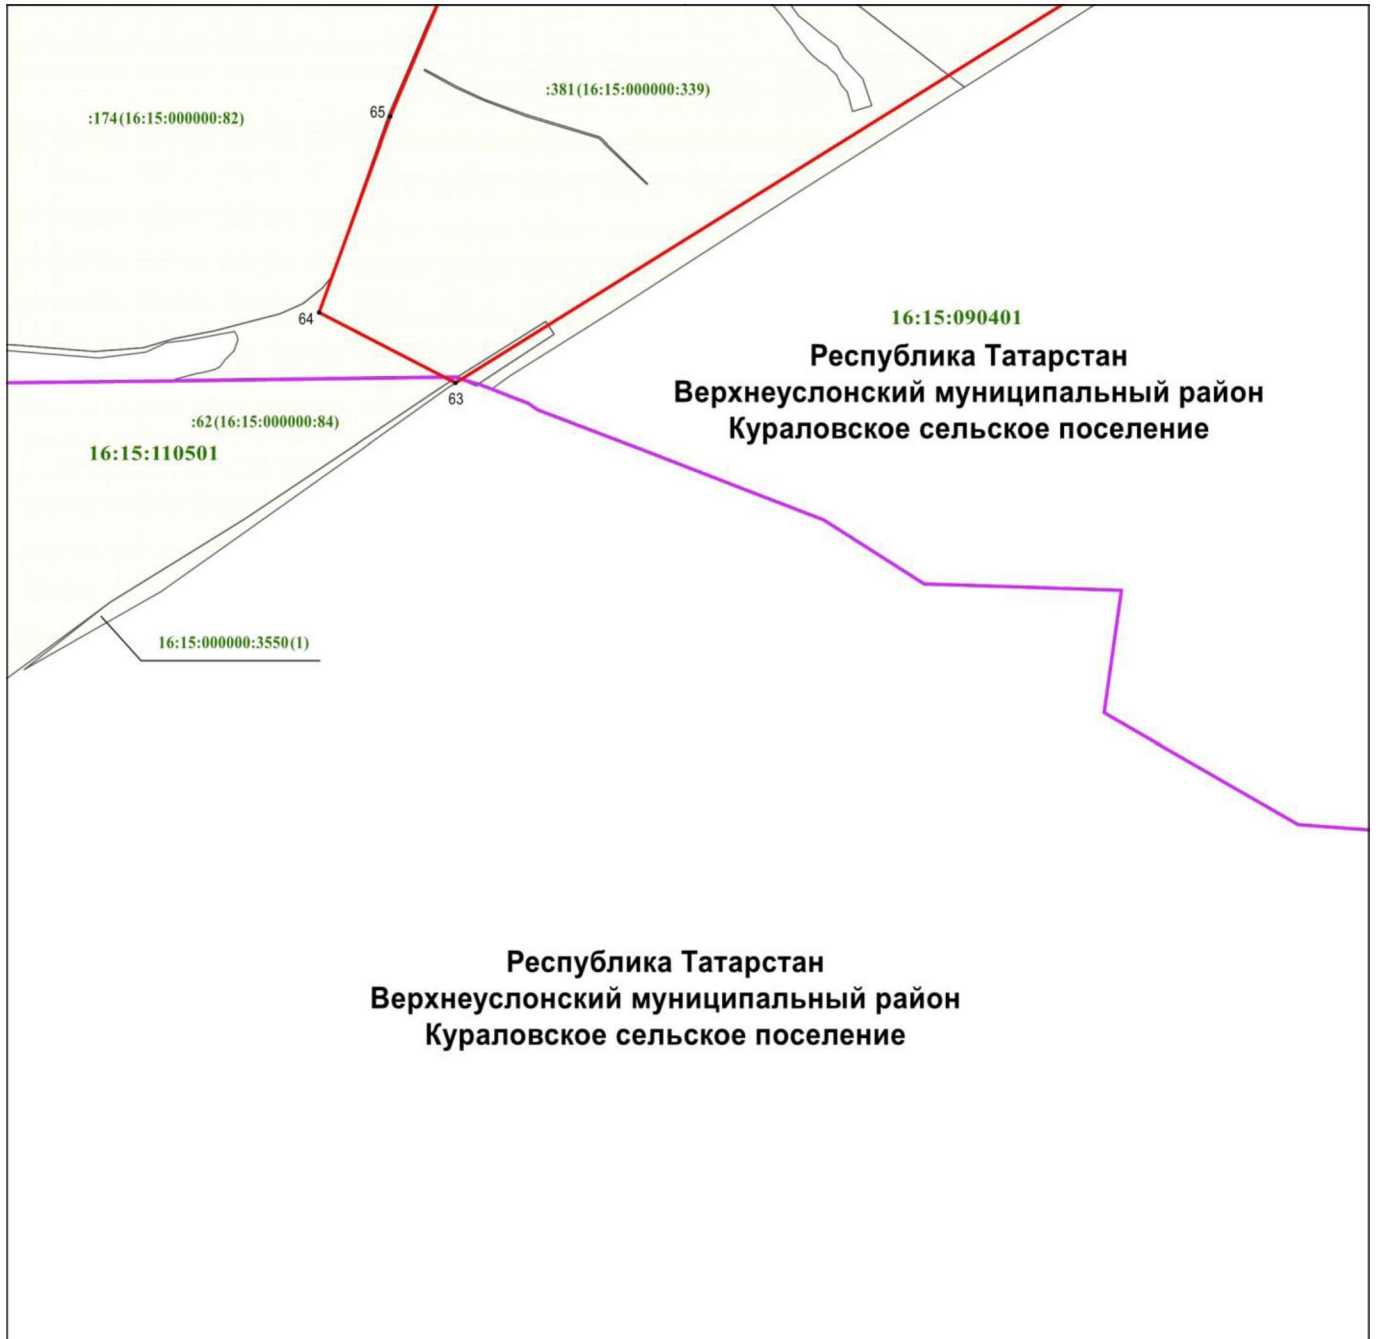 :381(16:15:000000:339)
65
:174(16:15:000000:82)
64
16:15:090401
Республика Татарстан
Верхнеуслонский муниципальный район
Кураловское сельское поселение
63
:62(16:15:000000:84)
16:15:110501
16:15:000000:3550(1)
Республика Татарстан
Верхнеуслонский муниципальный район
Кураловское сельское поселение